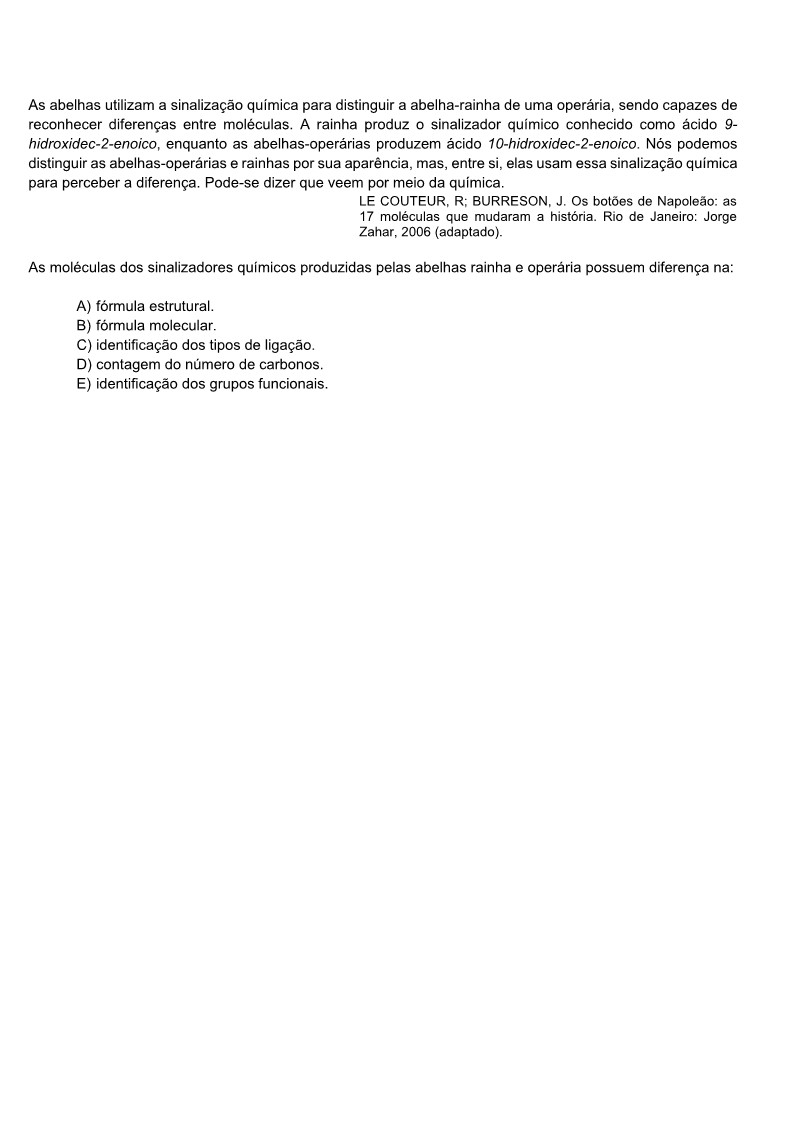 As abelhas utilizam a sinalização química para distinguir a abelha-rainha de uma operária, sendo capazes de
reconhecer diferenças entre moléculas. A rainha produz o sinalizador químico conhecido como ácido 9-
hidroxidec-2-enoico, enquanto as abelhas-operárias produzem ácido 10-hidroxidec-2-enoico. Nós podemos
distinguir as abelhas-operárias e rainhas por sua aparência, mas, entre si, elas usam essa sinalização química
para perceber a diferença. Pode-se dizer que veem por meio da química.
LE COUTEUR, R; BURRESON, J. Os botões de Napoleão: as
17 moléculas que mudaram a história. Rio de Janeiro: Jorge
Zahar, 2006 (adaptado).
As moléculas dos sinalizadores químicos produzidas pelas abelhas rainha e operária possuem diferença na:
A) fórmula estrutural.
B) fórmula molecular.
C) identificação dos tipos de ligação.
D) contagem do número de carbonos.
E) identificação dos grupos funcionais.